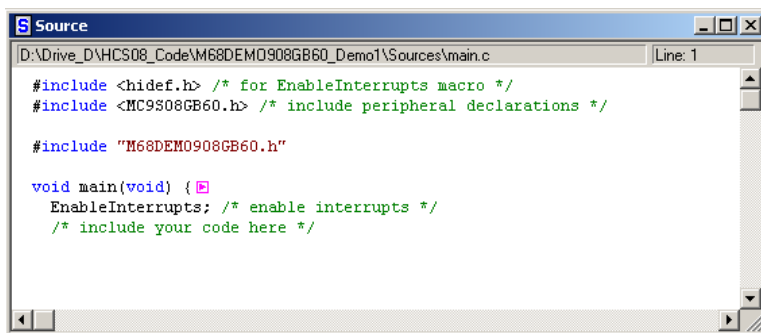 Source
D:\Drive_D\HCS08_Code\M68DEMO908GB60_Demo1\Sources\main.c Line: 1
#include <hidef.h> /* for EnableInterrupts macro */
#include <MC9S08GB60.h> /* include peripheral declarations */
#include "M68DEMO908GB60.h"
void main(void) {
EnableInterrupts; /* enable interrupts */
/* include your code here */